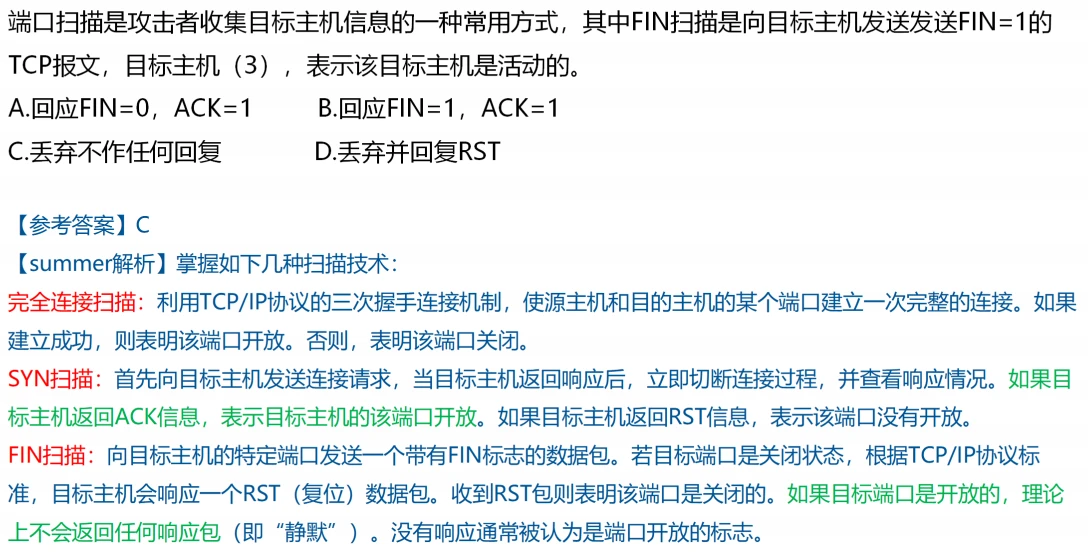 端口扫描是攻击者收集目标主机信息的一种常用方式，其中FIN扫描是向目标主机发送发送FIN=1的
TCP报文，目标主机（3），表示该目标主机是活动的。
A.回应FIN=0，ACK=1 B.回应FIN=1，ACK=1
C.丢弃不作任何回复 D.丢弃并回复RST
【参考答案】C
【summer解析】掌握如下几种扫描技术：
完全连接扫描：利用TCP/IP协议的三次握手连接机制，使源主机和目的主机的某个端口建立一次完整的连接。如果
建立成功，则表明该端口开放。否则，表明该端口关闭。
SYN扫描：首先向目标主机发送连接请求，当目标主机返回响应后，立即切断连接过程，并查看响应情况。如果目
标主机返回ACK信息，表示目标主机的该端口开放。如果目标主机返回RST信息，表示该端口没有开放。
FIN扫描：向目标主机的特定端口发送一个带有FIN标志的数据包。若目标端口是关闭状态，根据TCP/IP协议标
准，目标主机会响应一个RST（复位）数据包。收到RST包则表明该端口是关闭的。如果目标端口是开放的，理论
上不会返回任何响应包（即“静默”）。没有响应通常被认为是端口开放的标志。